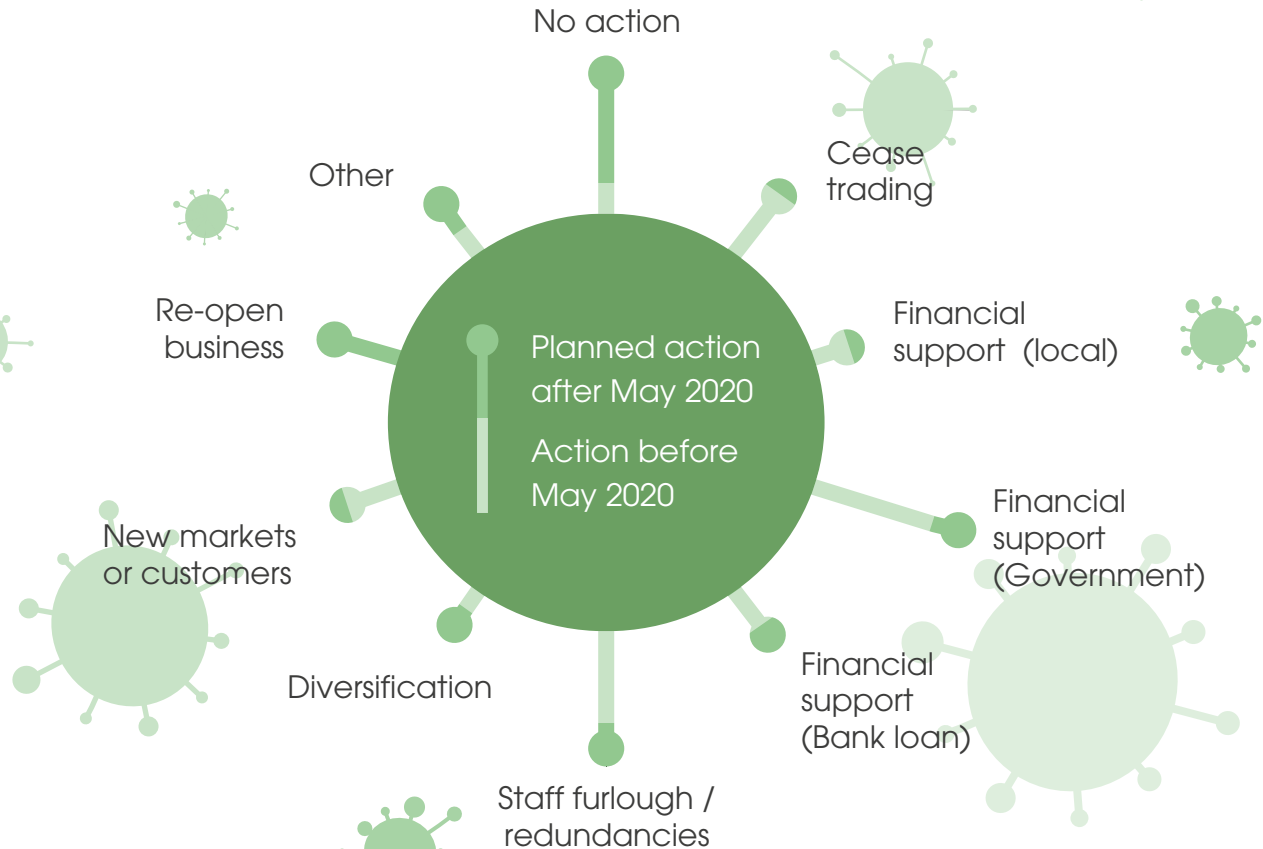 No action
Cease
trading
Other
Financial
support (local)
Re-open
business
Planned action
after May 2020
Action before
May 2020
Financial
support
(Government)
New markets
or customers
Financial
support
(Bank loan)
Diversification
Staff furlough /
redundancies